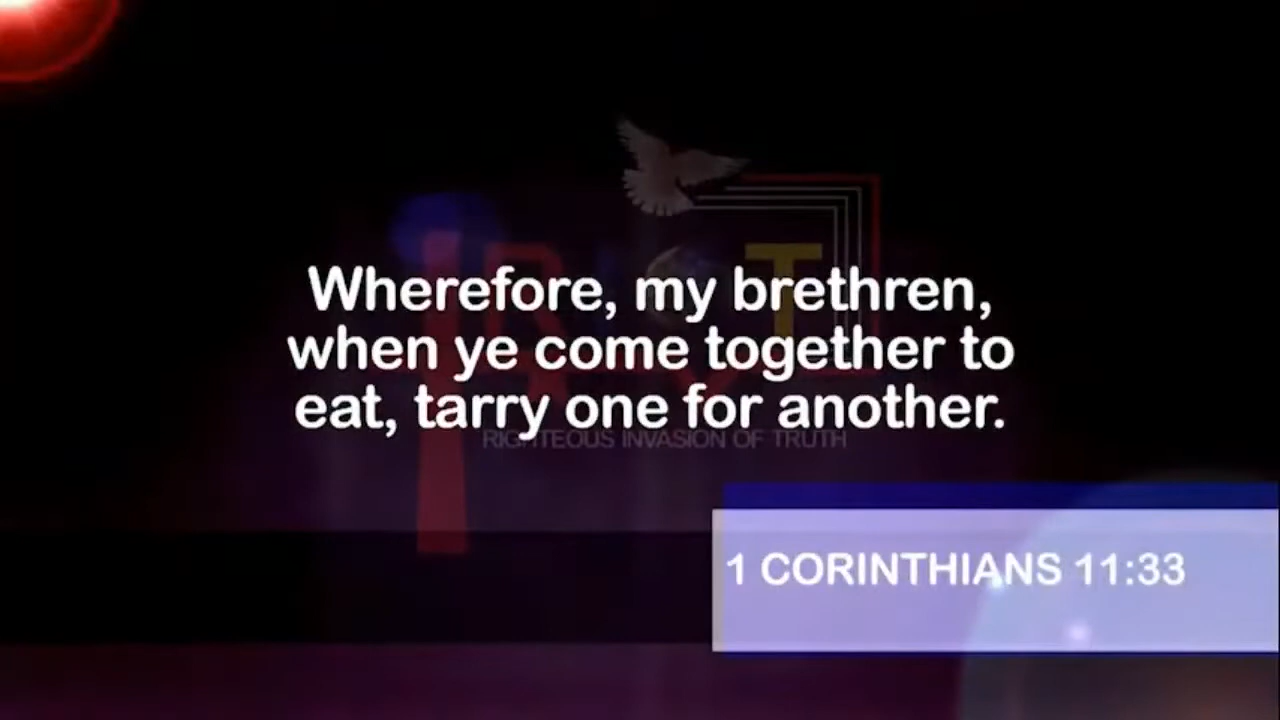 Wherefore, my brethren,
when ye come together to
eat, tarry one for another.
RIGHTEOUS INVASION OF TRUTH
1 CORINTHIANS 11:33